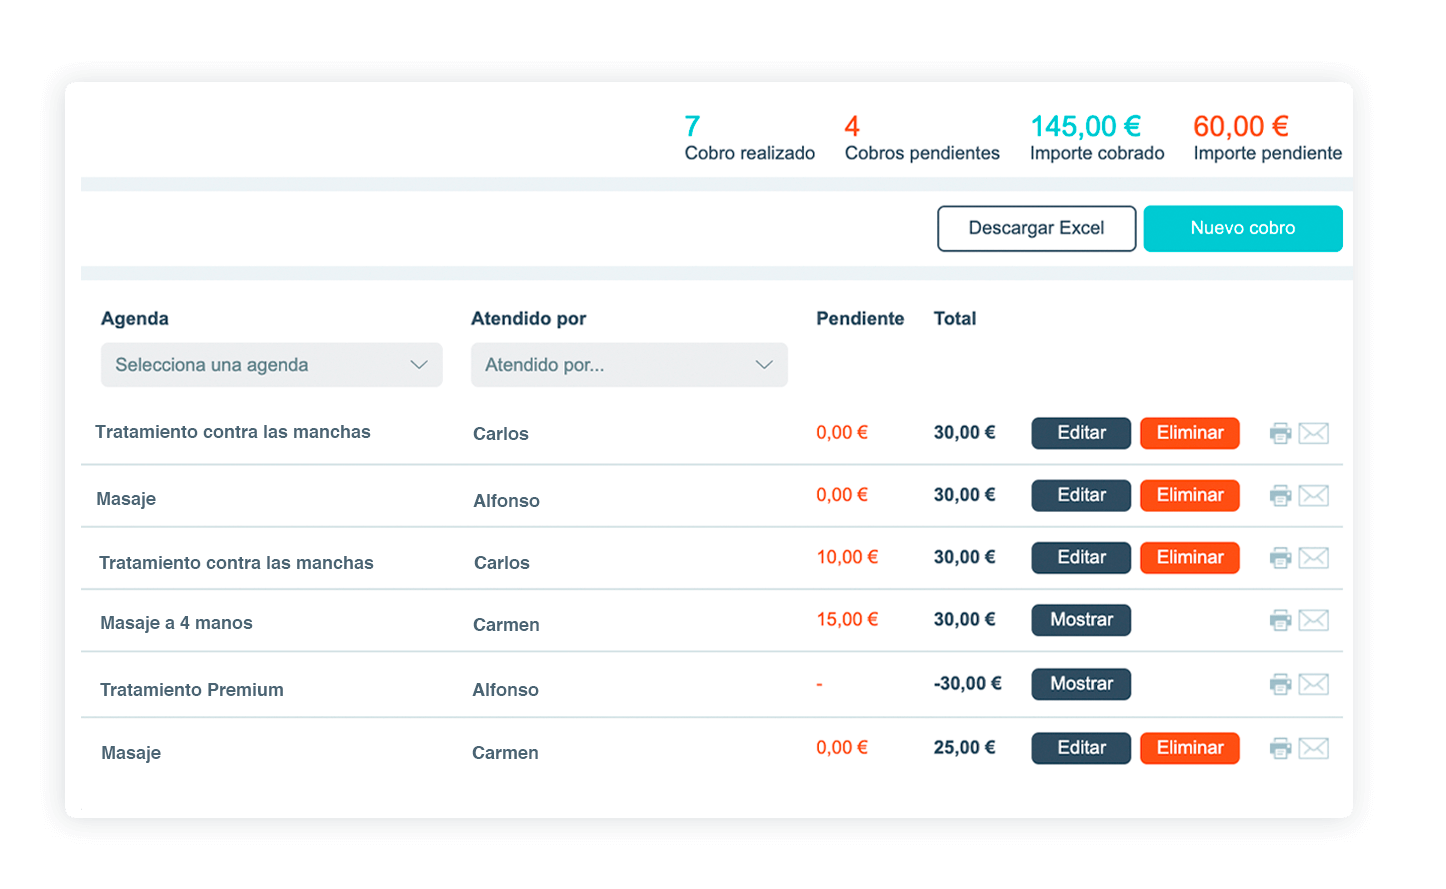 7 4 145,00 € 60,00 €
Cobro realizado Cobros pendientes Importe cobrado Importe pendiente
Descargar Excel Nuevo cobro
Agenda Atendido por Pendiente Total
Selecciona una agenda Atendido por...
Tratamiento contra las manchas Carlos 0,00 € 30,00 € Editar Eliminar
Masaje Alfonso 0,00 € 30,00 € Editar Eliminar
Tratamiento contra las manchas Carlos 10,00 € 30,00 € Editar Eliminar
Masaje a 4 manos Carmen 15,00 € 30,00 € Mostrar
Tratamiento Premium Alfonso - -30,00 € Mostrar
Masaje Carmen 0,00 € 25,00 € Editar Eliminar